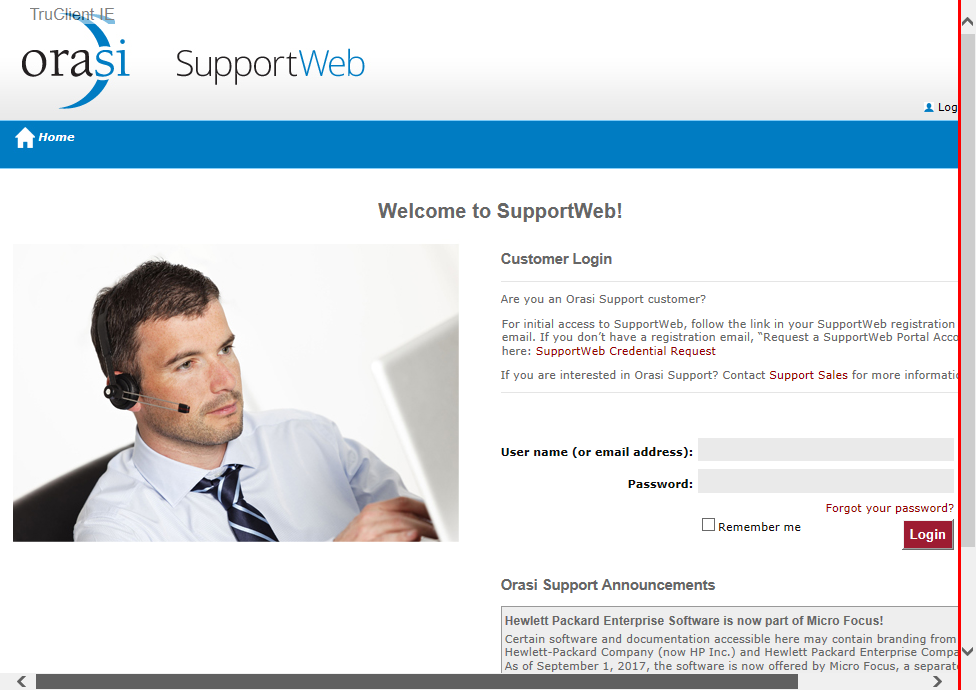 TruClient IE
orasi
SupportWeb
Log
Home
Welcome to SupportWeb!
Customer Login
Are you an Orasi Support customer?
For initial access to SupportWeb, follow the link in your SupportWeb registration
email. If you don’t have a registration email, “Request a SupportWeb Portal Acco
here: SupportWeb Credential Request
If you are interested in Orasi Support? Contact Support Sales for more informatio
User name (or email address):
Password:
Forgot your password?
Remember me
Login
Orasi Support Announcements
Hewlett Packard Enterprise Software is now part of Micro Focus!
Certain software and documentation accessible here may contain branding from
Hewlett-Packard Company (now HP Inc.) and Hewlett Packard Enterprise Compa
As of September 1, 2017, the software is now offered by Micro Focus, a separate